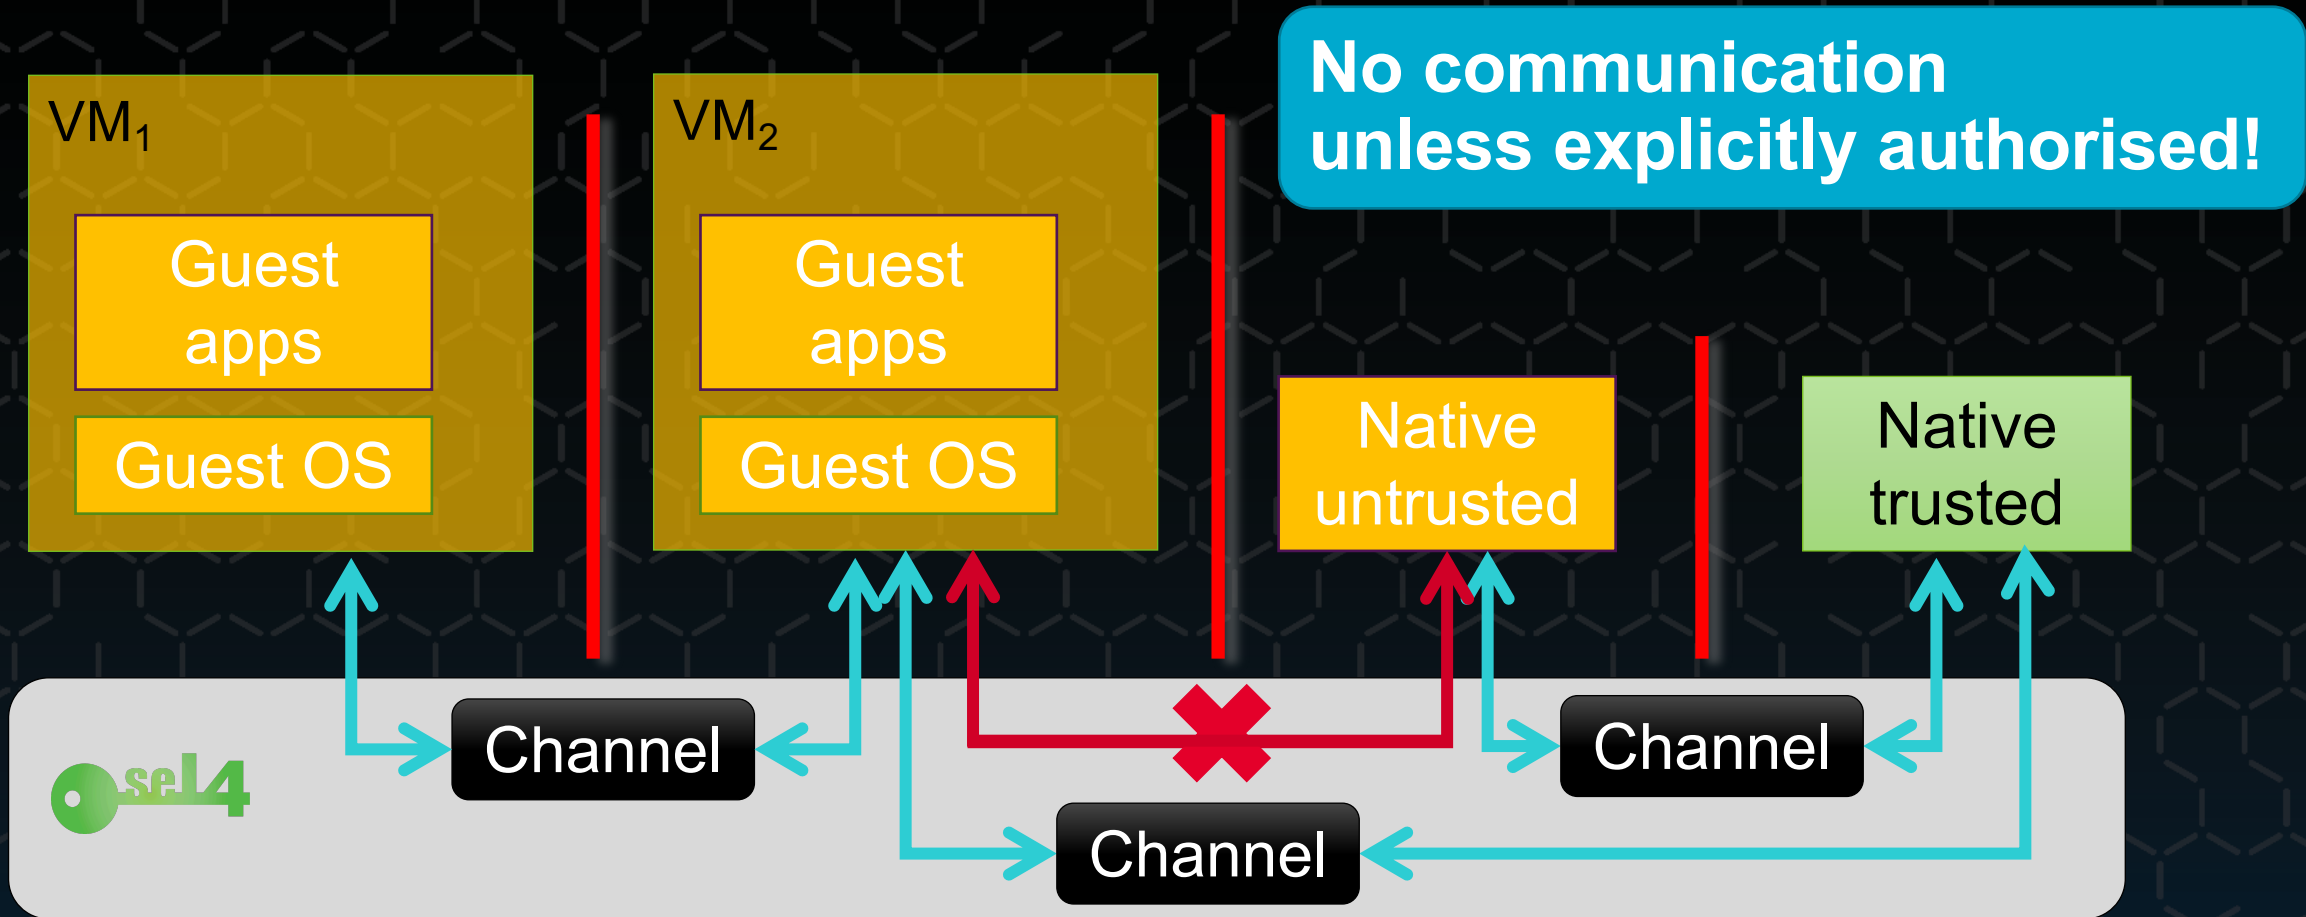 No communication
unless explicitly authorised!
VM₁
Guest
apps
Guest OS
VM₂
Guest
apps
Guest OS
Native
untrusted
Native
trusted
Channel
Channel
Channel
seL4